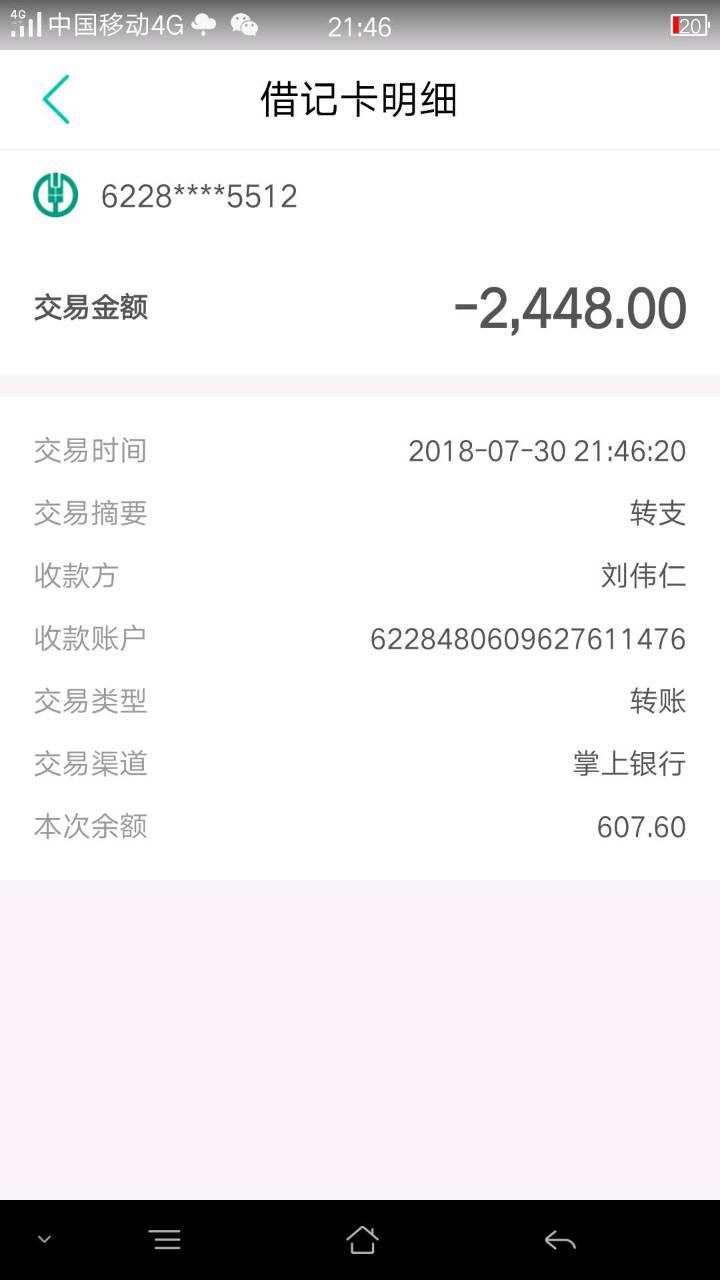 4G 中国移动4G 21:46 20
借记卡明细
6228****5512
交易金额 -2,448.00
交易时间 2018-07-30 21:46:20
交易摘要 转支
收款方 刘伟仁
收款账户 6228480609627611476
交易类型 转账
交易渠道 掌上银行
本次余额 607.60